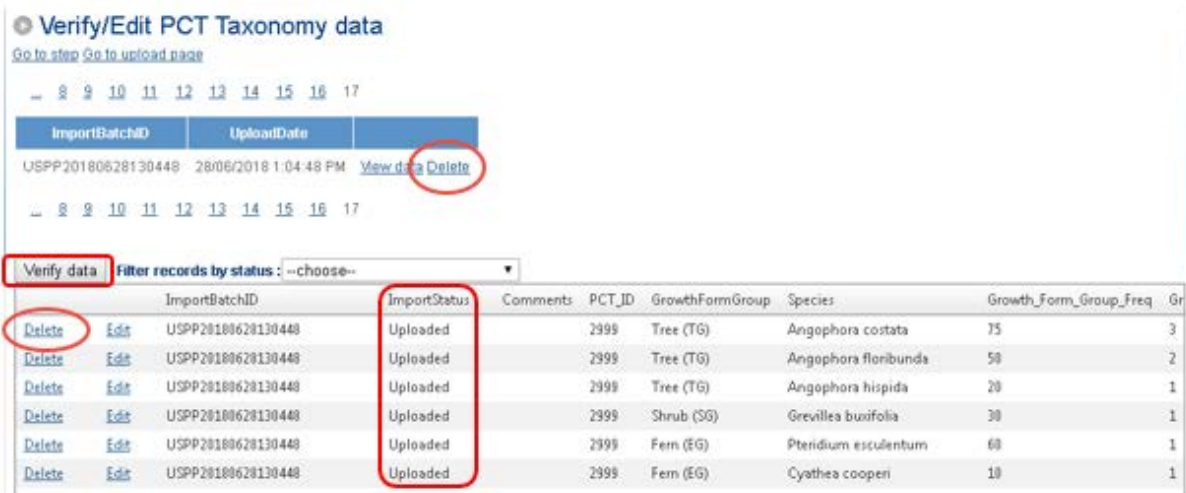 Verify/Edit PCT Taxonomy data
Go to step Go to upload page
... 8 9 10 11 12 13 14 15 16 17
ImportBatchID UploadDate
USPP20180628130448 28/06/2018 1:04:48 PM View data Delete
... 8 9 10 11 12 13 14 15 16 17
Verify data Filter records by status : --choose--
ImportBatchID ImportStatus Comments PCT_ID GrowthFormGroup Species Growth_Form_Group_Freq Gr
Delete Edit USPP20180628130448 Uploaded 2999 Tree (TG) Angophora costata 75 3
Delete Edit USPP20180628130448 Uploaded 2999 Tree (TG) Angophora floribunda 50 2
Delete Edit USPP20180628130448 Uploaded 2999 Tree (TG) Angophora hispida 20 1
Delete Edit USPP20180628130448 Uploaded 2999 Shrub (SG) Grevillea buxifolia 30 1
Delete Edit USPP20180628130448 Uploaded 2999 Fern (EG) Pteridium esculentum 60 1
Delete Edit USPP20180628130448 Uploaded 2999 Fern (EG) Cyathea cooperi 10 1